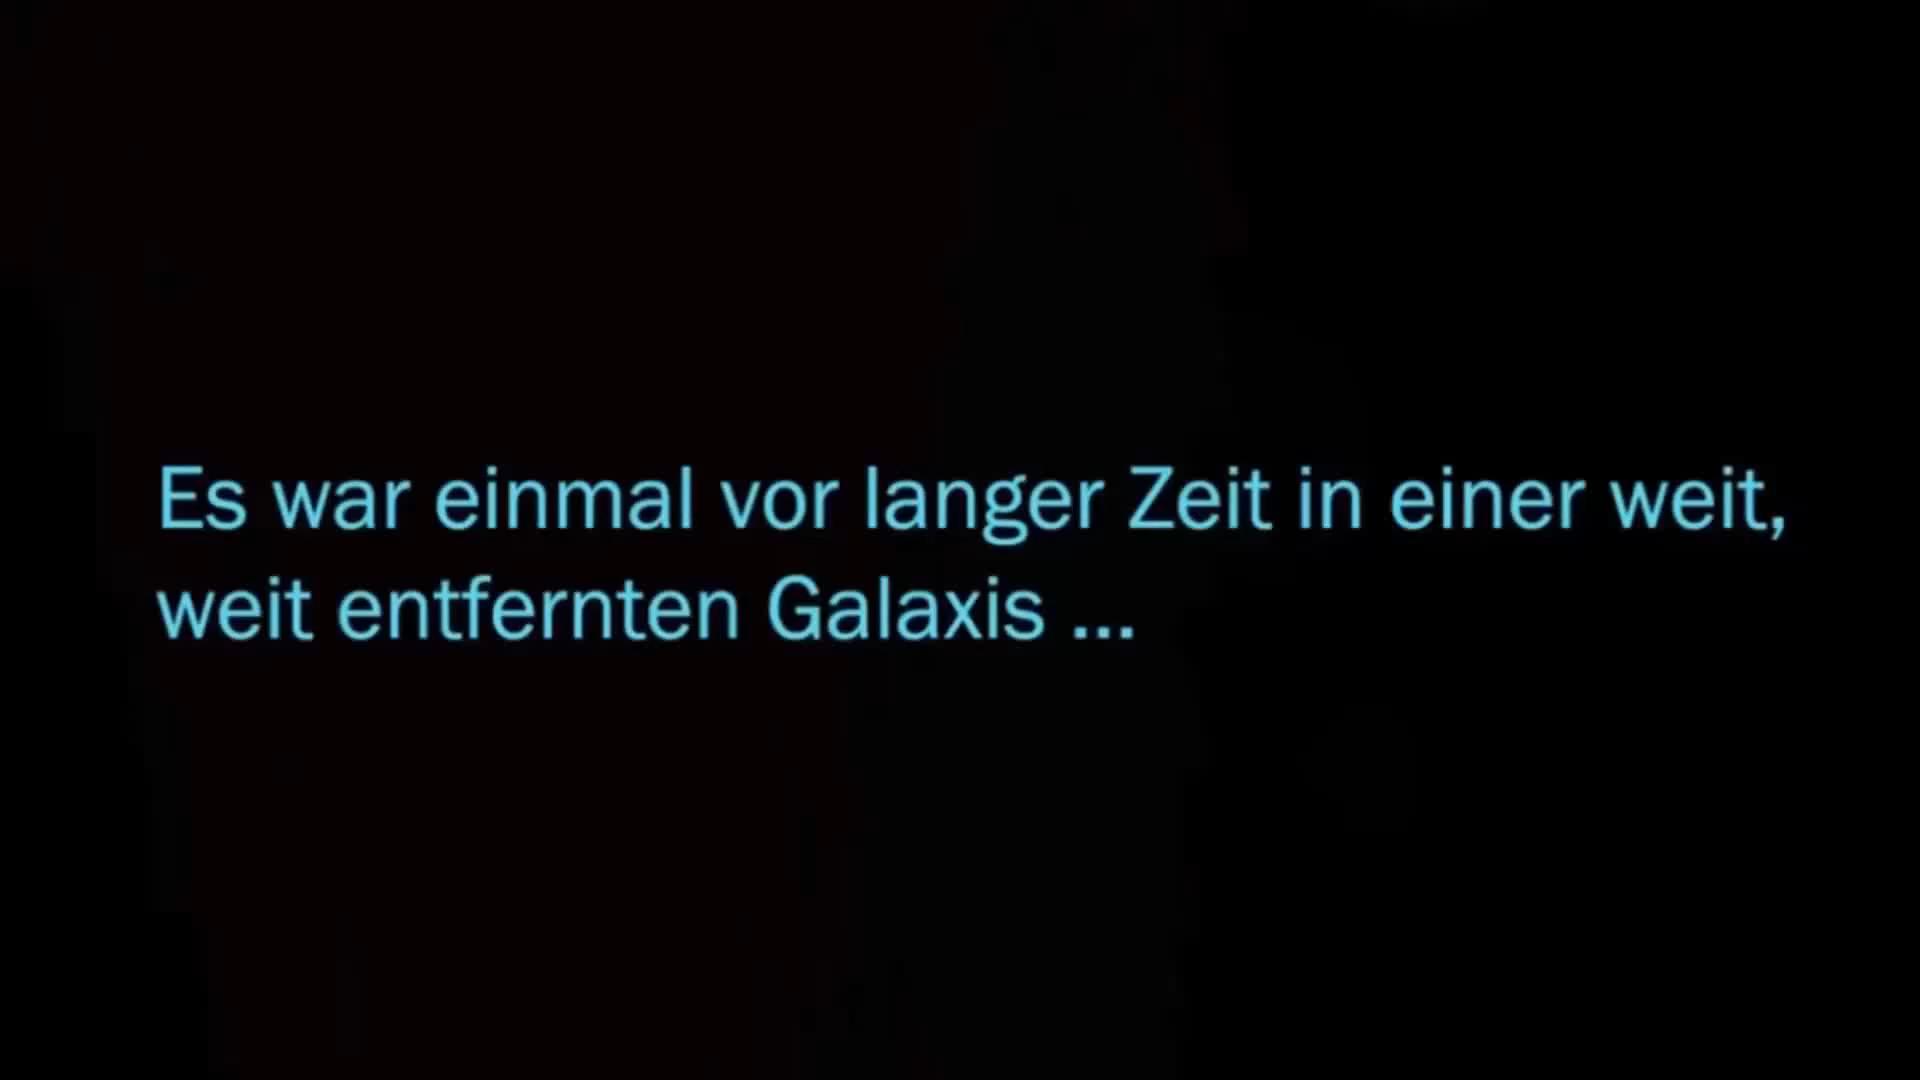 Es war einmal vor langer Zeit in einer weit,
weit entfernten Galaxis ...